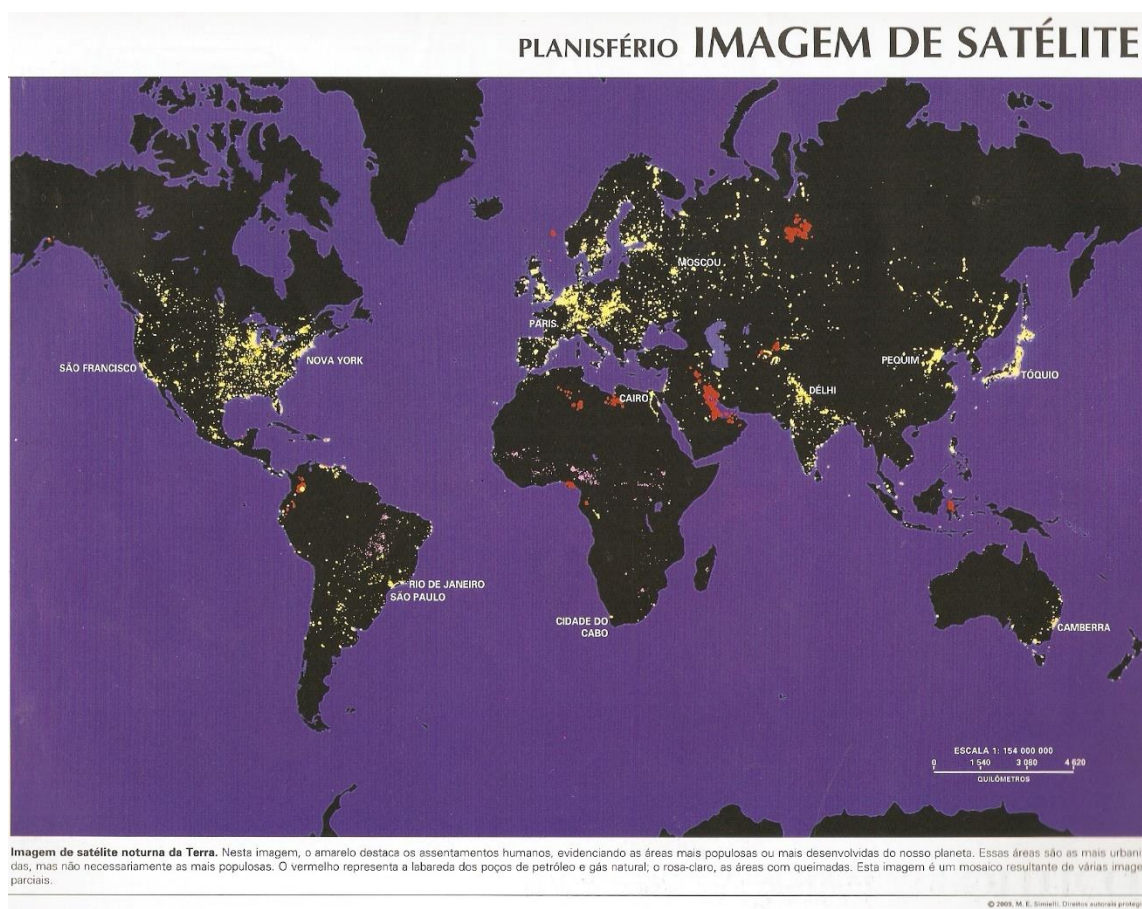 PLANISFÉRIO IMAGEM DE SATÉLITE
MOSCOU
PARIS
SÃO FRANCISCO
NOVA YORK
PEQUIM
TÓQUIO
CAIRO
DÉLHI
RIO DE JANEIRO
SÃO PAULO
CIDADE DO
CABO
CAMBERRA
ESCALA 1: 154 000 000
0 1 540 3 080 4 620
QUILÔMETROS
Imagem de satélite noturna da Terra. Nesta imagem, o amarelo destaca os assentamentos humanos, evidenciando as áreas mais populosas ou mais desenvolvidas do nosso planeta. Essas áreas são as mais urbani
das, mas não necessariamente as mais populosas. O vermelho representa a labareda dos poços de petróleo e gás natural; o rosa-claro, as áreas com queimadas. Esta imagem é um mosaico resultante de várias image
parciais.
© 2009, M. E. Simielli. Direitos autorais proteg